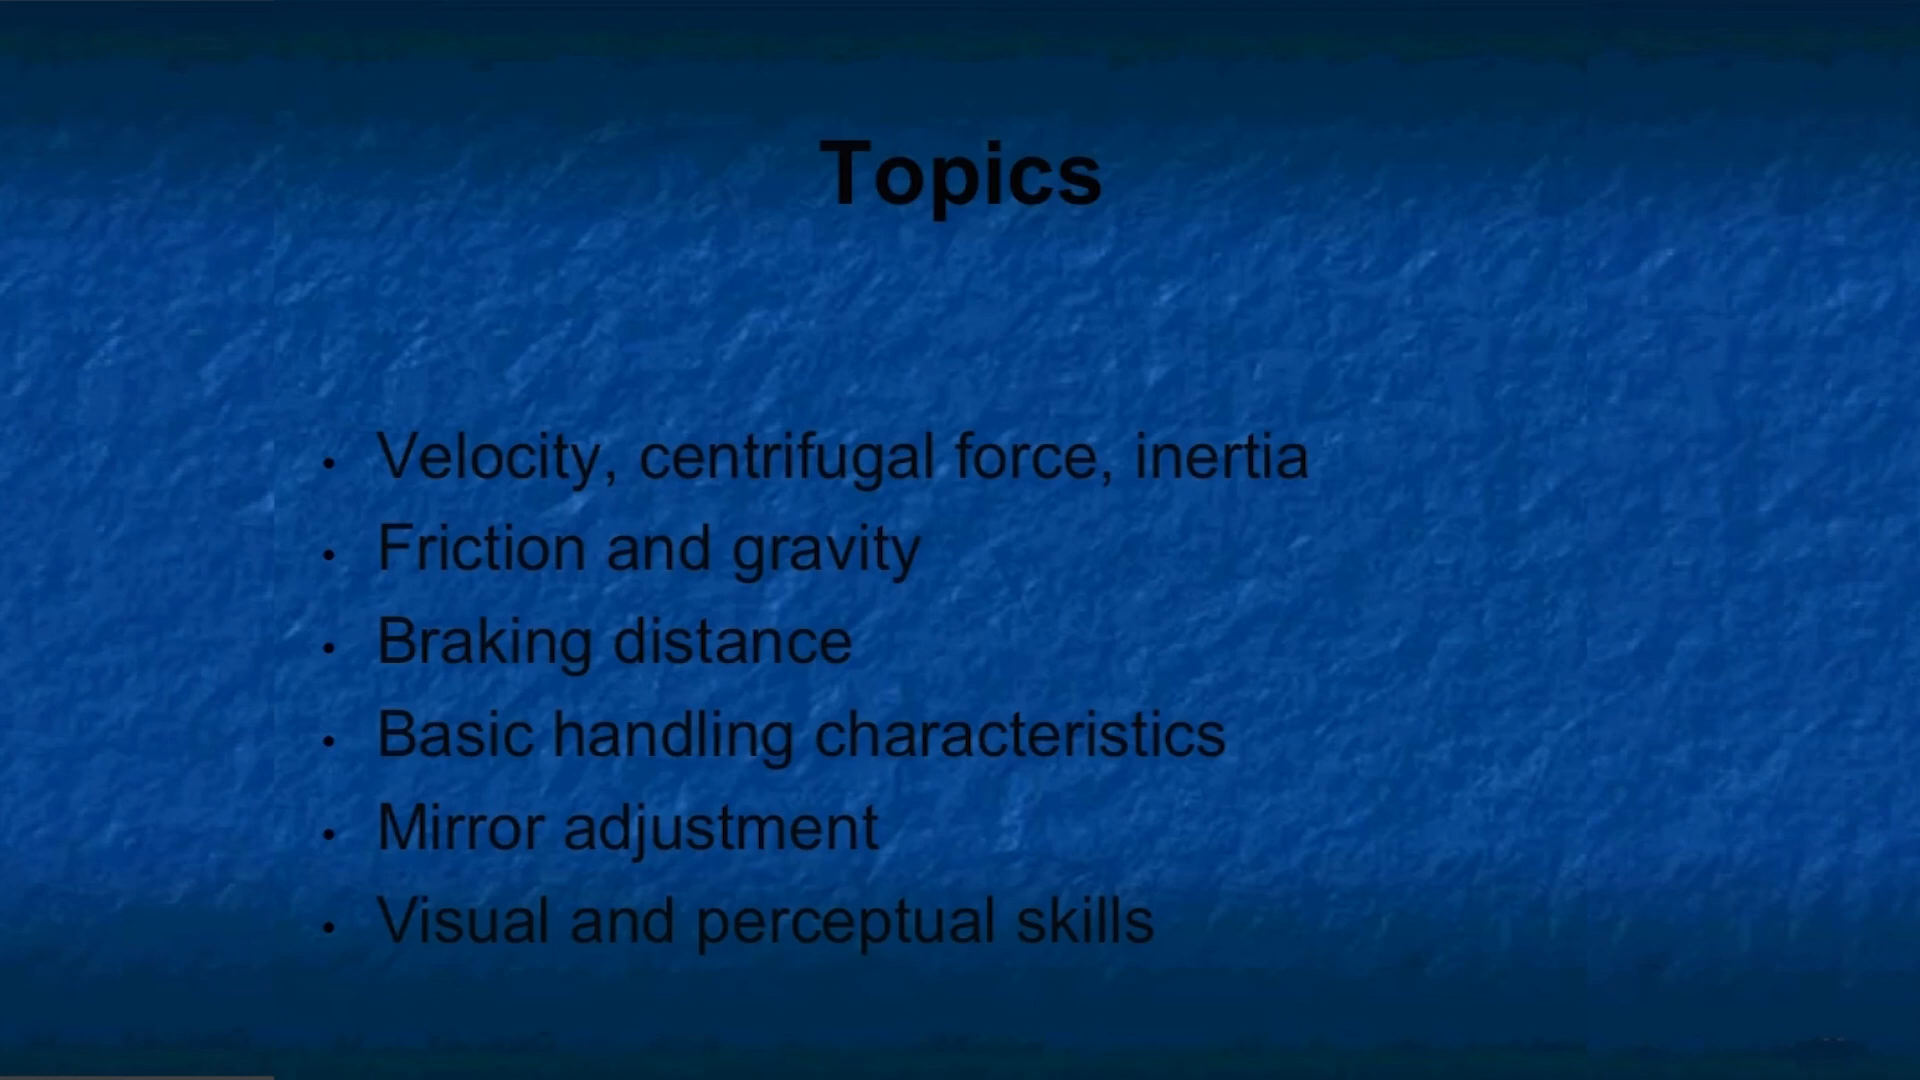 Topics
• Velocity, centrifugal force, inertia
• Friction and gravity
• Braking distance
• Basic handling characteristics
• Mirror adjustment
• Visual and perceptual skills